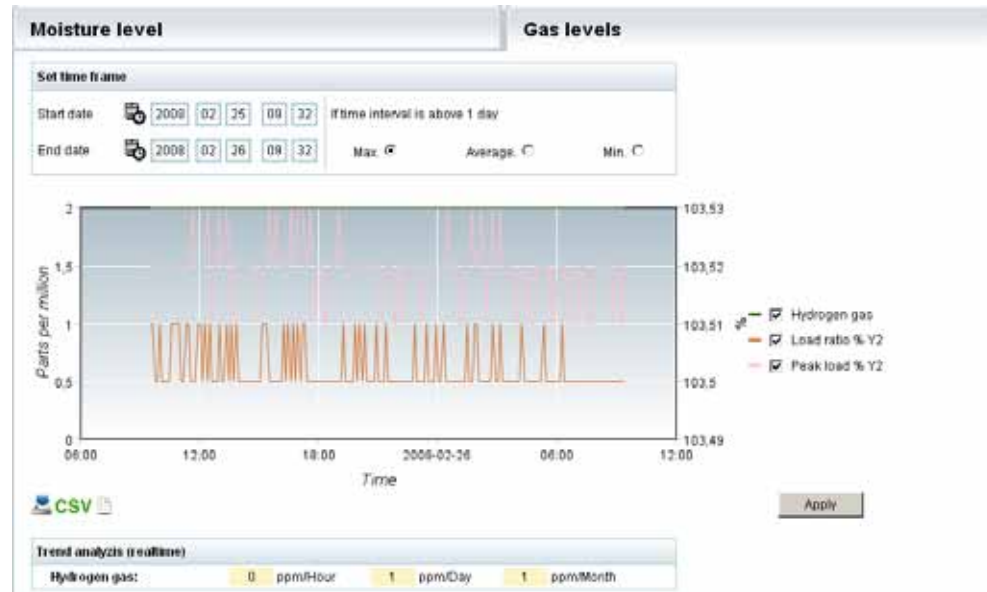 Moisture level
Gas levels
Set time frame
Start date 2008 02 25 09 32 If time interval is above 1 day
End date 2008 02 26 09 32 Max. Average. Min.
2 103,53
1,5 103,52
1 103,51
0,5 103,5
0 103,49
Parts per million
%
06:00 12:00 18:00 2008-02-26 06:00 12:00
Time
Hydrogen gas
Load ratio % Y2
Peak load % Y2
CSV
Apply
Trend analyzis (realtime)
Hydrogen gas: 0 ppm/Hour 1 ppm/Day 1 ppm/Month